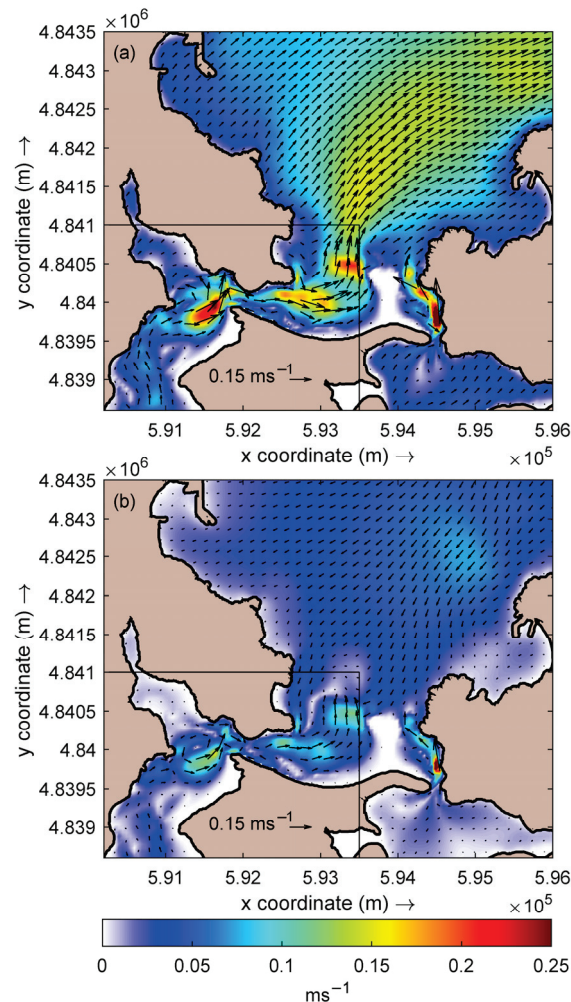 ×10⁶
4.8435
(a)
4.843
4.8425
4.842
4.8415
4.841
4.8405
4.84
4.8395
4.839
y coordinate (m) →
0.15 ms⁻¹
5.91 5.92 5.93 5.94 5.95 5.96
x coordinate (m) → ×10⁵
×10⁶
4.8435
(b)
4.843
4.8425
4.842
4.8415
4.841
4.8405
4.84
4.8395
4.839
y coordinate (m) →
0.15 ms⁻¹
5.91 5.92 5.93 5.94 5.95 5.96
x coordinate (m) → ×10⁵
0 0.05 0.1 0.15 0.2 0.25
ms⁻¹